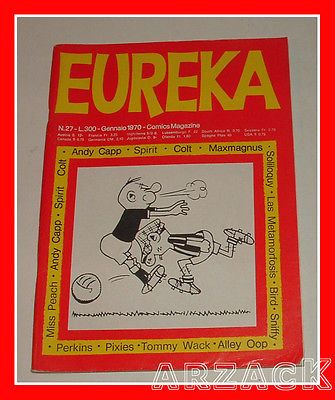 EUREKA
N.27 - L.300 - Gennaio 1970 - Comics Magazine
Andy Capp • Spirit • Colt • Maxmagnus •
Soliloquy • Las Metamorfosis • Bird • Sniffy
Miss Peach • Andy Capp • Spirit Colt
• Perkins • Pixies • Tommy Wack • Alley Oop •
ARZACK